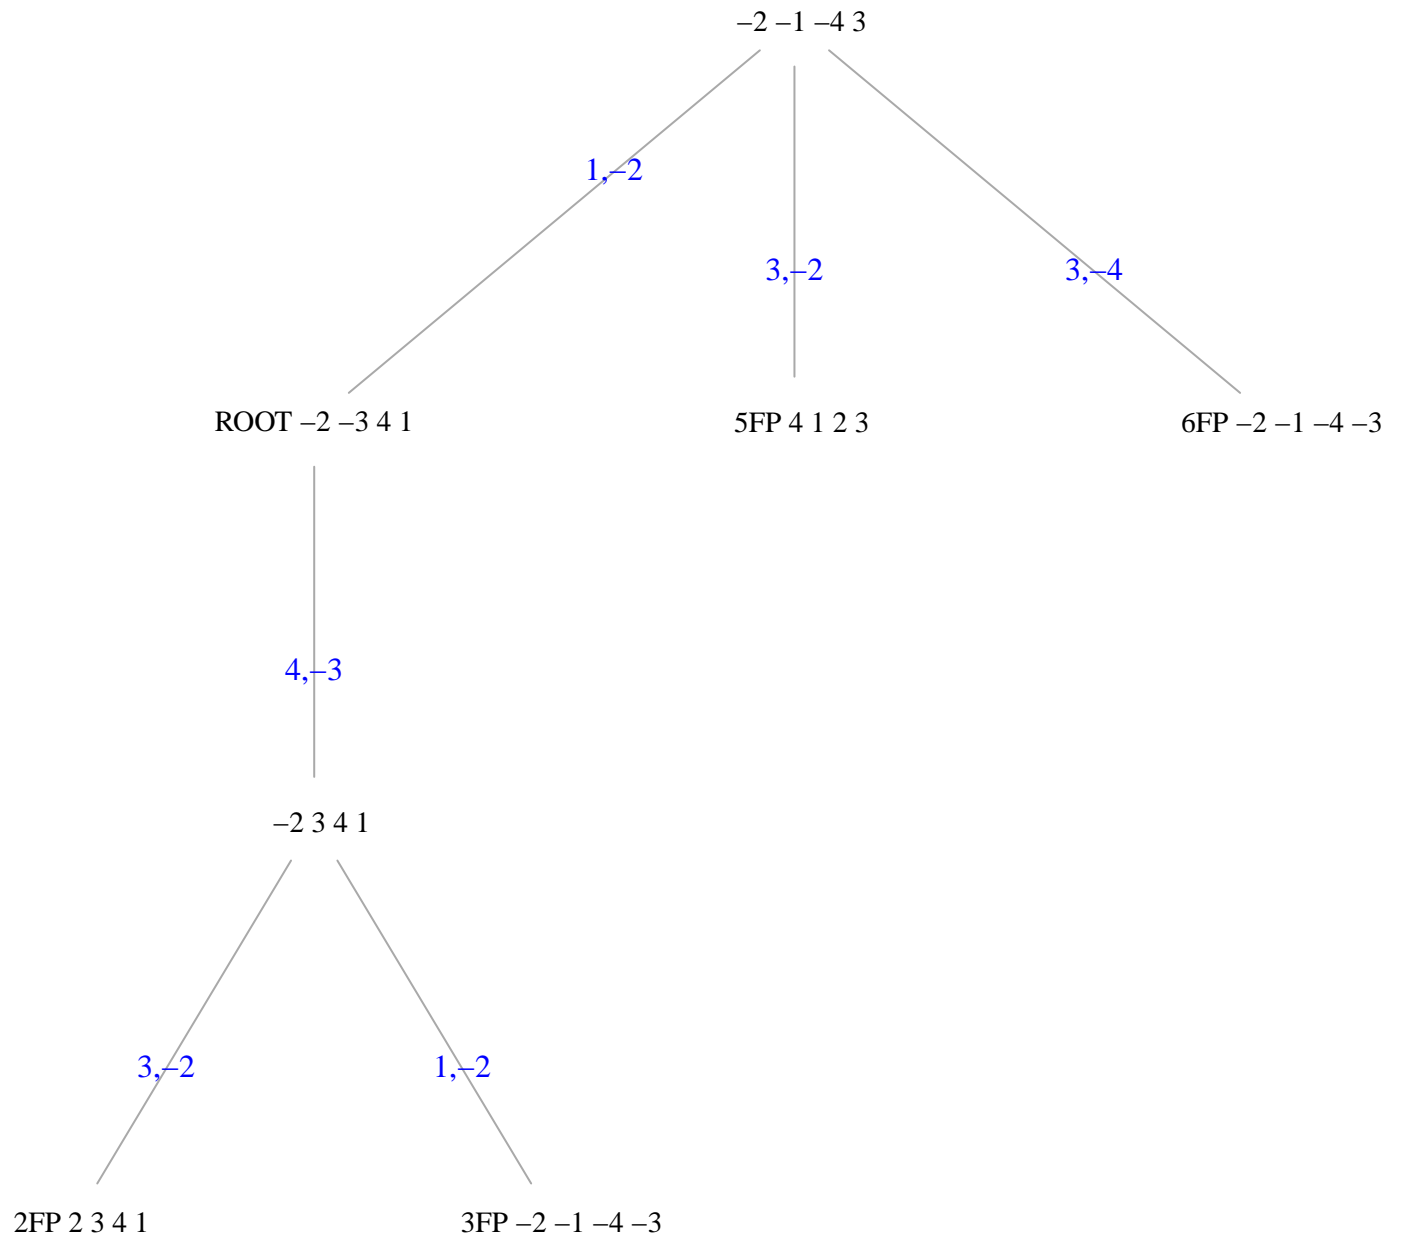 –2 –1 –4 3
1,–2
3,–2
3,–4
ROOT –2 –3 4 1
5FP 4 1 2 3
6FP –2 –1 –4 –3
4,–3
–2 3 4 1
3,–2
1,–2
2FP 2 3 4 1
3FP –2 –1 –4 –3